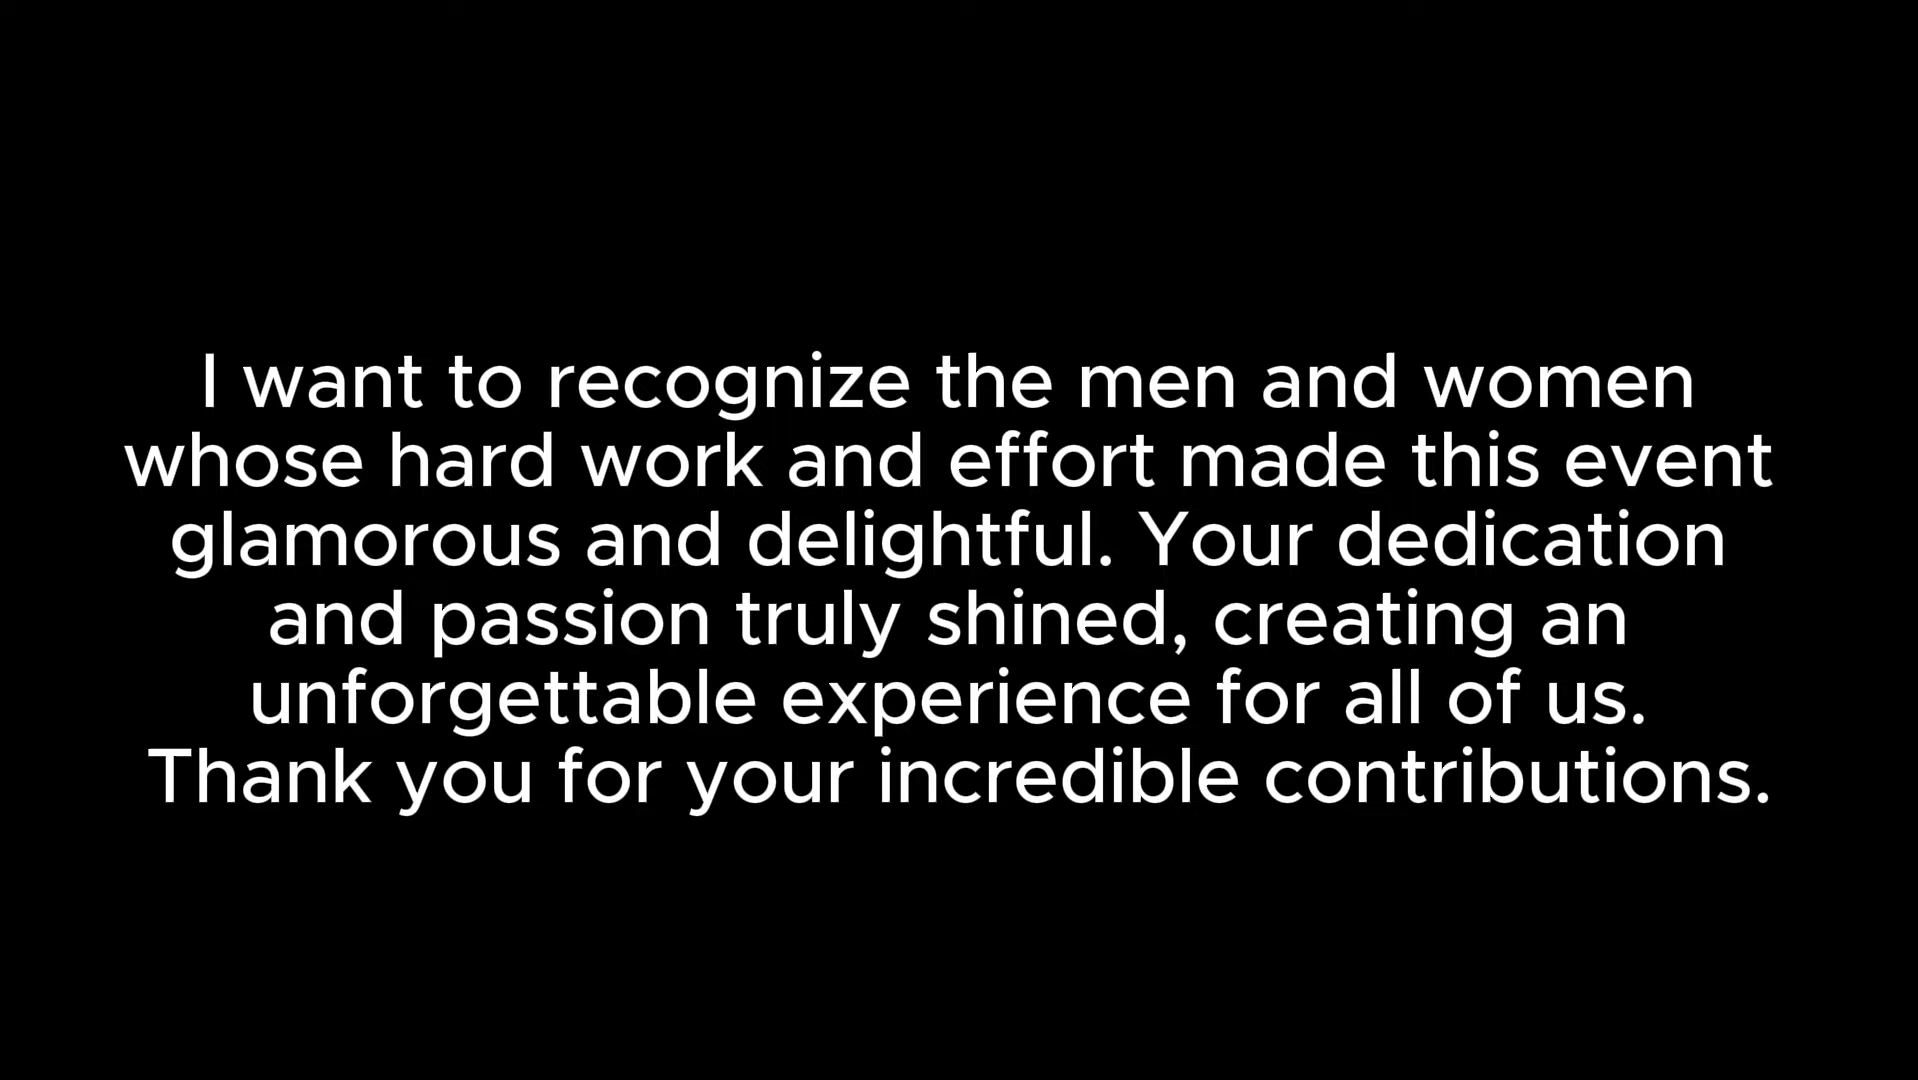 I want to recognize the men and women
whose hard work and effort made this event
glamorous and delightful. Your dedication
and passion truly shined, creating an
unforgettable experience for all of us.
Thank you for your incredible contributions.